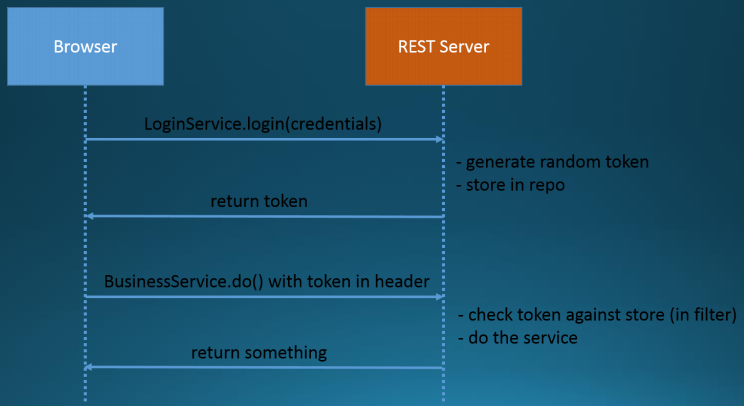 Browser
REST Server
LoginService.login(credentials)
- generate random token
- store in repo
return token
BusinessService.do() with token in header
- check token against store (in filter)
- do the service
return something